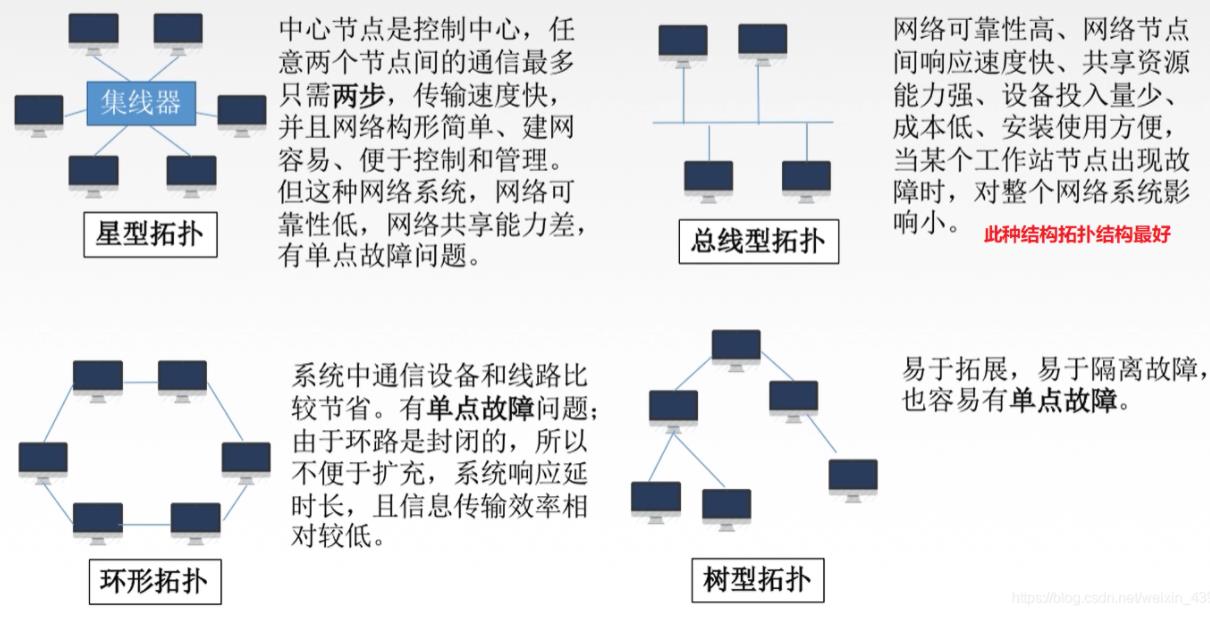 集线器
星型拓扑
中心节点是控制中心，任
意两个节点间的通信最多
只需两步，传输速度快，
并且网络构形简单、建网
容易、便于控制和管理。
但这种网络系统，网络可
靠性低，网络共享能力差，
有单点故障问题。
总线型拓扑
网络可靠性高、网络节点
间响应速度快、共享资源
能力强、设备投入量少、
成本低、安装使用方便，
当某个工作站节点出现故
障时，对整个网络系统影
响小。
此种结构拓扑结构最好
环形拓扑
系统中通信设备和线路比
较节省。有单点故障问题；
由于环路是封闭的，所以
不便于扩充，系统响应延
时长，且信息传输效率相
对较低。
树型拓扑
易于拓展，易于隔离故障，
也容易有单点故障。
https://blog.csdn.net/weixin_435